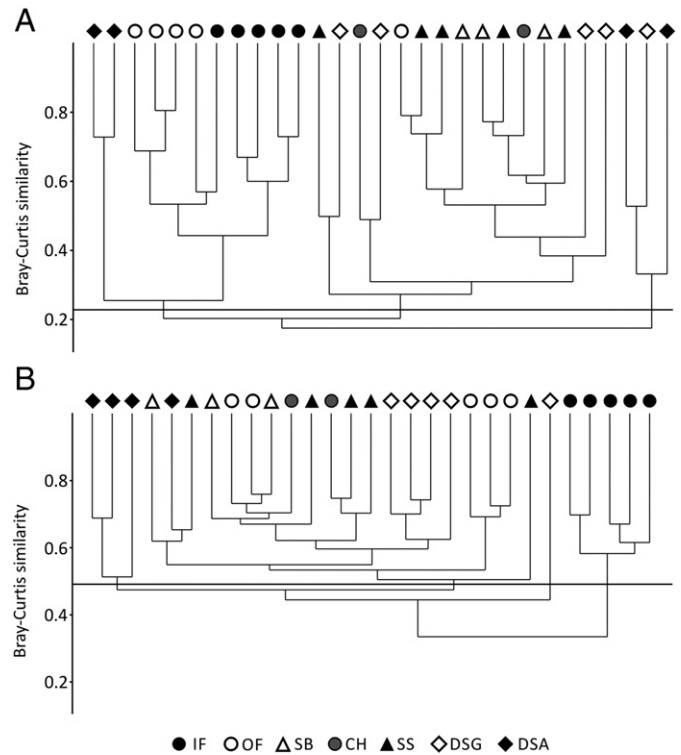 A
Bray-Curtis similarity
0.8
0.6
0.4
0.2
B
Bray-Curtis similarity
0.8
0.6
0.4
0.2
IF OF SB CH SS DSG DSA